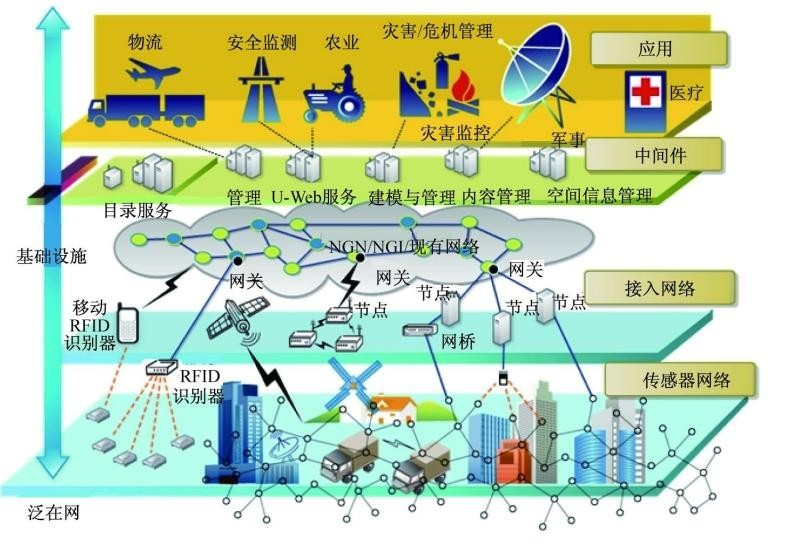 物流
安全监测
农业
灾害/危机管理
应用
医疗
灾害监控
军事
中间件
目录服务
管理
U-Web服务
建模与管理
内容管理
空间信息管理
基础设施
NGN/NGI/现有网络
网关
网关
网关
接入网络
移动
RFID
识别器
节点
节点
节点
节点
网桥
RFID
识别器
传感器网络
泛在网